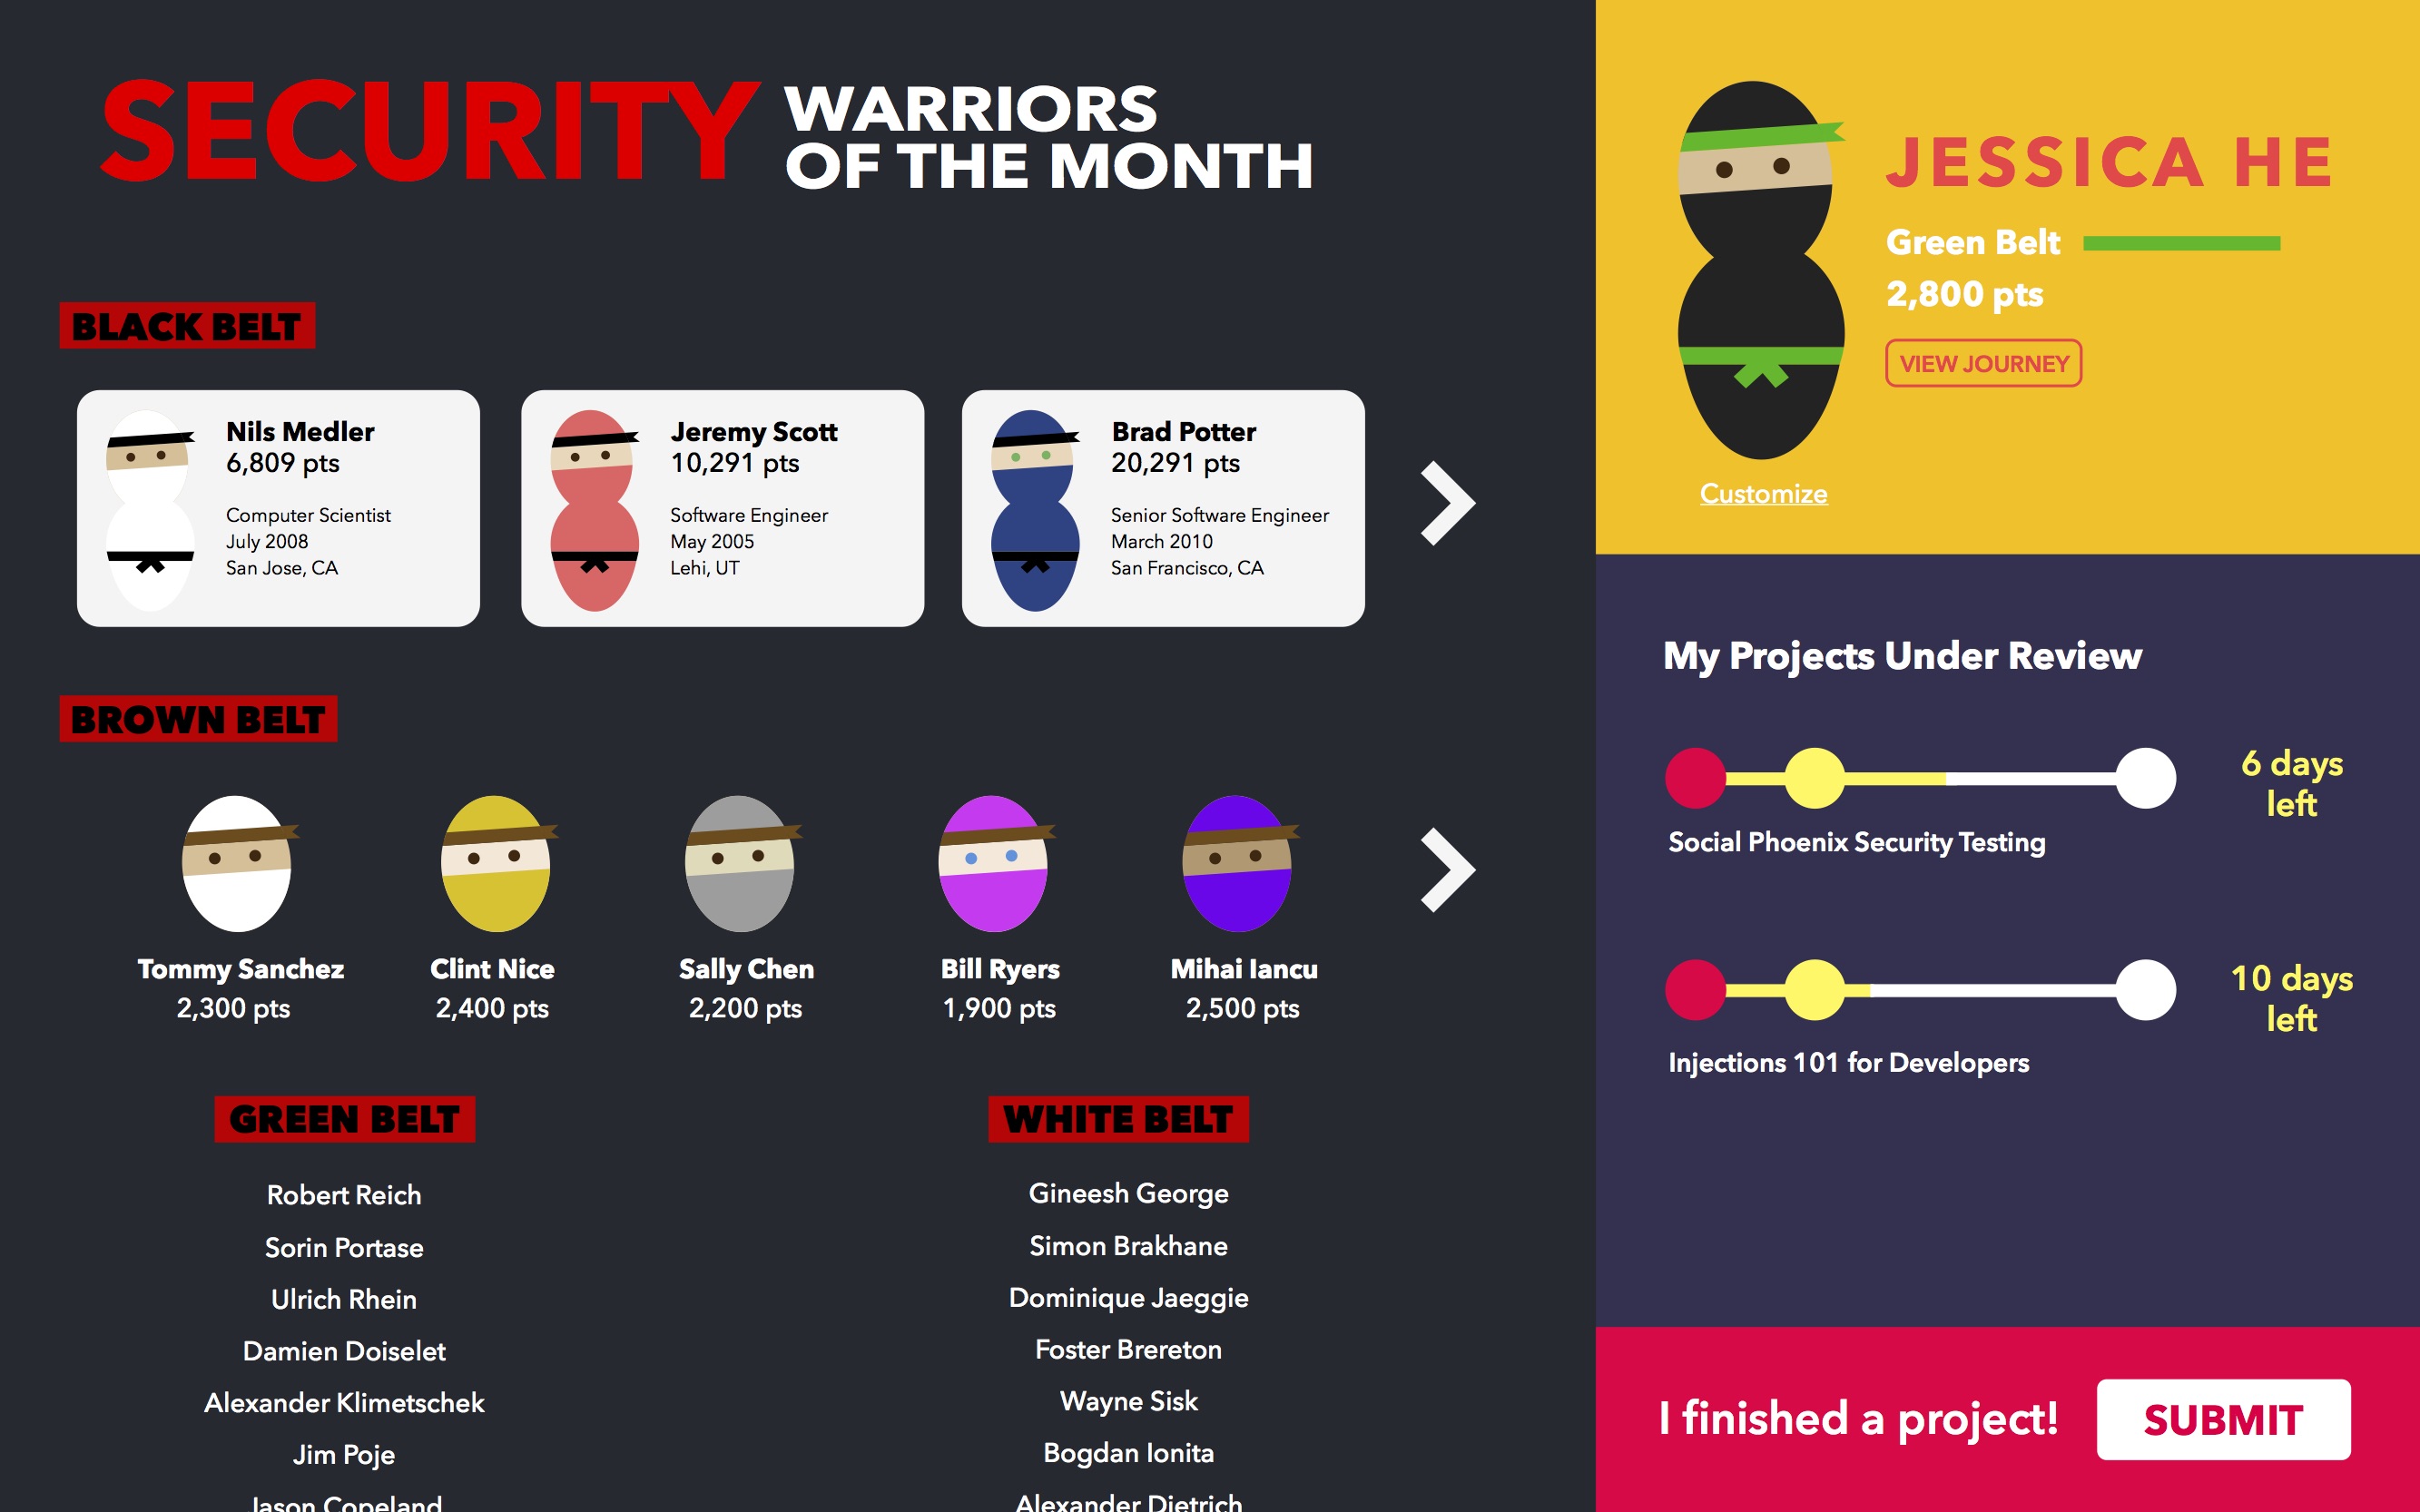 SECURITY
WARRIORS
OF THE MONTH
BLACK BELT
Nils Medler
6,809 pts
Computer Scientist
July 2008
San Jose, CA
Jeremy Scott
10,291 pts
Software Engineer
May 2005
Lehi, UT
Brad Potter
20,291 pts
Senior Software Engineer
March 2010
San Francisco, CA
BROWN BELT
Tommy Sanchez
2,300 pts
Clint Nice
2,400 pts
Sally Chen
2,200 pts
Bill Ryers
1,900 pts
Mihai Iancu
2,500 pts
GREEN BELT
Robert Reich
Sorin Portase
Ulrich Rhein
Damien Doiselet
Alexander Klimetschek
Jim Poje
Jason Copeland
WHITE BELT
Gineesh George
Simon Brakhane
Dominique Jaeggie
Foster Brereton
Wayne Sisk
Bogdan Ionita
Alexander Dietrich
JESSICA HE
Green Belt
2,800 pts
VIEW JOURNEY
Customize
My Projects Under Review
6 days
left
Social Phoenix Security Testing
10 days
left
Injections 101 for Developers
I finished a project!
SUBMIT